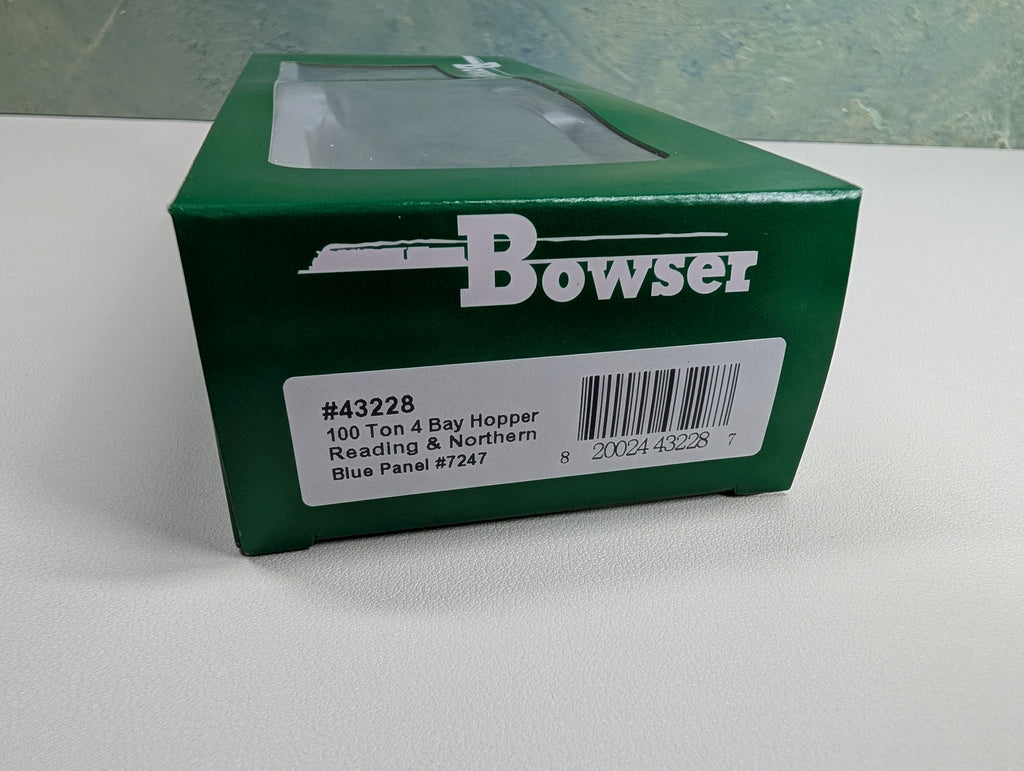 Bowser
#43228
100 Ton 4 Bay Hopper
Reading & Northern
Blue Panel #7247
8 20024 43228 7